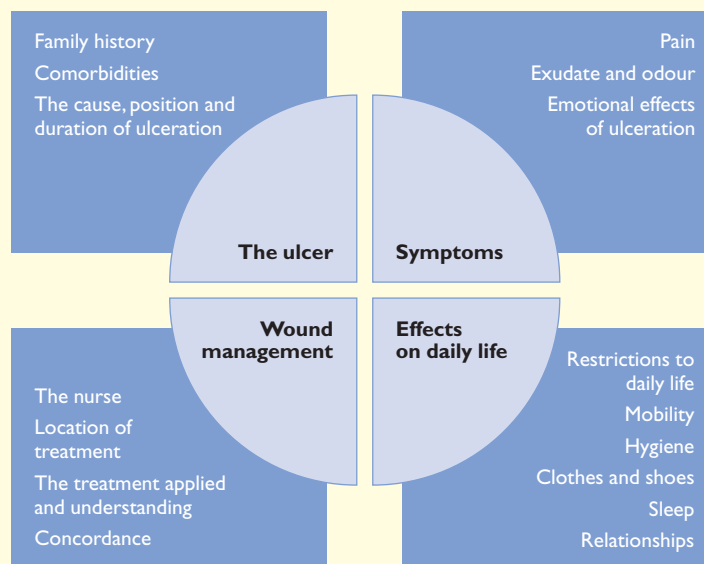 Family history
Comorbidities
The cause, position and
duration of ulceration
The ulcer
Pain
Exudate and odour
Emotional effects
of ulceration
Symptoms
Wound
management
The nurse
Location of
treatment
The treatment applied
and understanding
Concordance
Effects
on daily life
Restrictions to
daily life
Mobility
Hygiene
Clothes and shoes
Sleep
Relationships